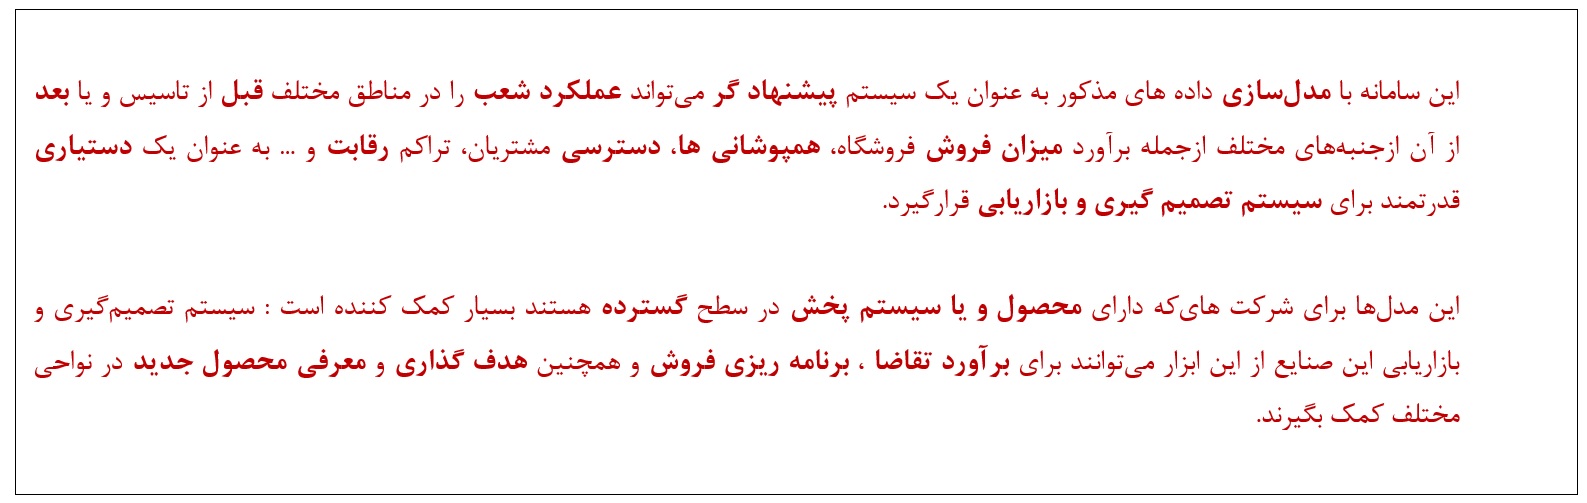 این سامانه با مدل‌سازی داده های مذکور به عنوان یک سیستم پیشنهاد گر می‌تواند عملکرد شعب را در مناطق مختلف قبل از تاسیس و یا بعد
از آن ازجنبه‌های مختلف ازجمله برآورد میزان فروش فروشگاه، همپوشانی ها، دسترسی مشتریان، تراکم رقابت و ... به عنوان یک دستیاری
قدرتمند برای سیستم تصمیم گیری و بازاریابی قرارگیرد.
این مدل‌ها برای شرکت های‌که دارای محصول و یا سیستم پخش در سطح گسترده هستند بسیار کمک کننده است : سیستم تصمیم‌گیری و
بازاریابی این صنایع از این ابزار می‌توانند برای برآورد تقاضا ، برنامه ریزی فروش و همچنین هدف گذاری و معرفی محصول جدید در نواحی
مختلف کمک بگیرند.